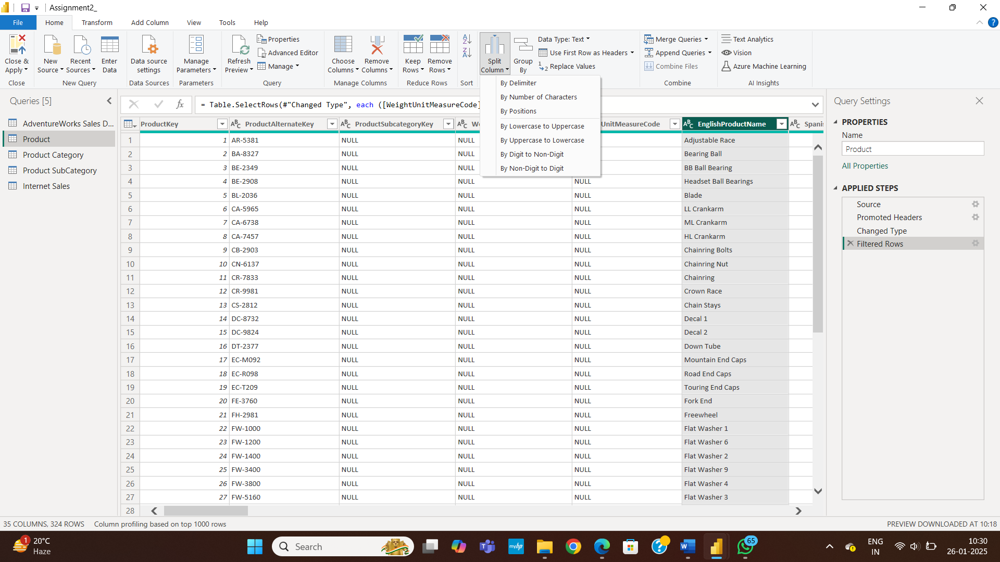 Assignment2_
File Home Transform Add Column View Tools Help
Close & Apply
New Source
Recent Sources
Enter Data
Data source settings
Manage Parameters
Refresh Preview
Properties
Advanced Editor
Manage
Choose Columns
Remove Columns
Keep Rows
Remove Rows
Split Column
Group By
Data Type: Text
Use First Row as Headers
Replace Values
Merge Queries
Append Queries
Combine Files
Text Analytics
Vision
Azure Machine Learning
Close New Query Data Sources Parameters Query Manage Columns Reduce Rows Sort Combine AI Insights
By Delimiter
By Number of Characters
By Positions
By Lowercase to Uppercase
By Uppercase to Lowercase
By Digit to Non-Digit
By Non-Digit to Digit
Queries [5]
AdventureWorks Sales D...
Product
Product Category
Product SubCategory
Internet Sales
fx = Table.SelectRows(#"Changed Type", each ([WeightUnitMeasureCode]
ProductKey ProductAlternateKey ProductSubcategoryKey UnitMeasureCode EnglishProductName
1 1 AR-5381 NULL NULL Adjustable Race
2 2 BA-8327 NULL NULL Bearing Ball
3 3 BE-2349 NULL NULL BB Ball Bearing
4 4 BE-2908 NULL NULL NULL Headset Ball Bearings
5 5 BL-2036 NULL NULL NULL Blade
6 6 CA-5965 NULL NULL NULL LL Crankarm
7 7 CA-6738 NULL NULL NULL ML Crankarm
8 8 CA-7457 NULL NULL NULL HL Crankarm
9 9 CB-2903 NULL NULL NULL Chainring Bolts
10 10 CN-6137 NULL NULL NULL Chainring Nut
11 11 CR-7833 NULL NULL NULL Chainring
12 12 CR-9981 NULL NULL NULL Crown Race
13 13 CS-2812 NULL NULL NULL Chain Stays
14 14 DC-8732 NULL NULL NULL Decal 1
15 15 DC-9824 NULL NULL NULL Decal 2
16 16 DT-2377 NULL NULL NULL Down Tube
17 17 EC-M092 NULL NULL NULL Mountain End Caps
18 18 EC-R098 NULL NULL NULL Road End Caps
19 19 EC-T209 NULL NULL NULL Touring End Caps
20 20 FE-3760 NULL NULL NULL Fork End
21 21 FH-2981 NULL NULL NULL Freewheel
22 22 FW-1000 NULL NULL NULL Flat Washer 1
23 23 FW-1200 NULL NULL NULL Flat Washer 6
24 24 FW-1400 NULL NULL NULL Flat Washer 2
25 25 FW-3400 NULL NULL NULL Flat Washer 9
26 26 FW-3800 NULL NULL NULL Flat Washer 4
27 27 FW-5160 NULL NULL NULL Flat Washer 3
28
Query Settings
PROPERTIES
Name
Product
All Properties
APPLIED STEPS
Source
Promoted Headers
Changed Type
Filtered Rows
35 COLUMNS, 324 ROWS Column profiling based on top 1000 rows PREVIEW DOWNLOADED AT 10:18
1
20°C
Haze
Search
myhp
65
ENG
IN
10:30
26-01-2025